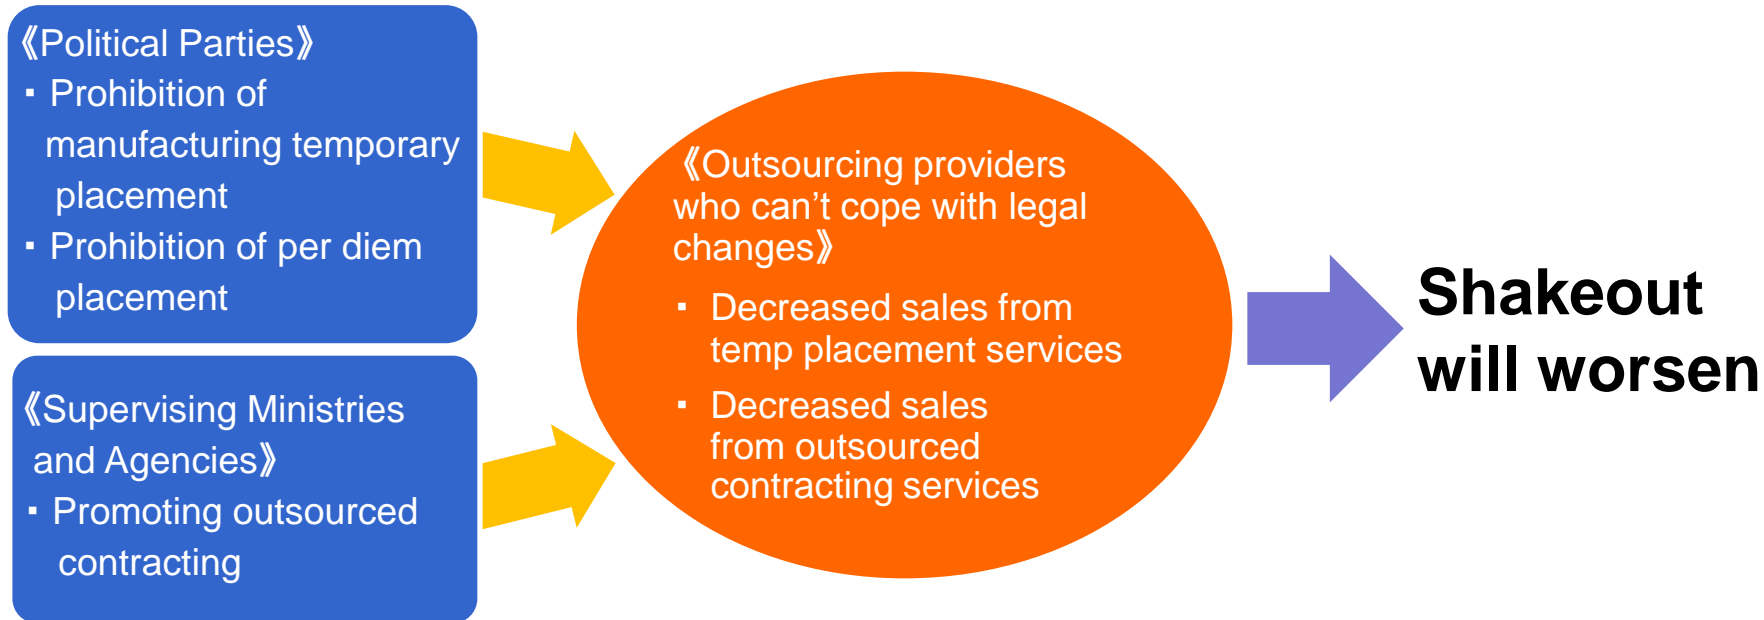 《Political Parties》
▪ Prohibition of
manufacturing temporary
placement
▪ Prohibition of per diem
placement
《Supervising Ministries
and Agencies》
▪ Promoting outsourced
contracting
《Outsourcing providers
who can’t cope with legal
changes》
▪ Decreased sales from
temp placement services
▪ Decreased sales
from outsourced
contracting services
Shakeout
will worsen